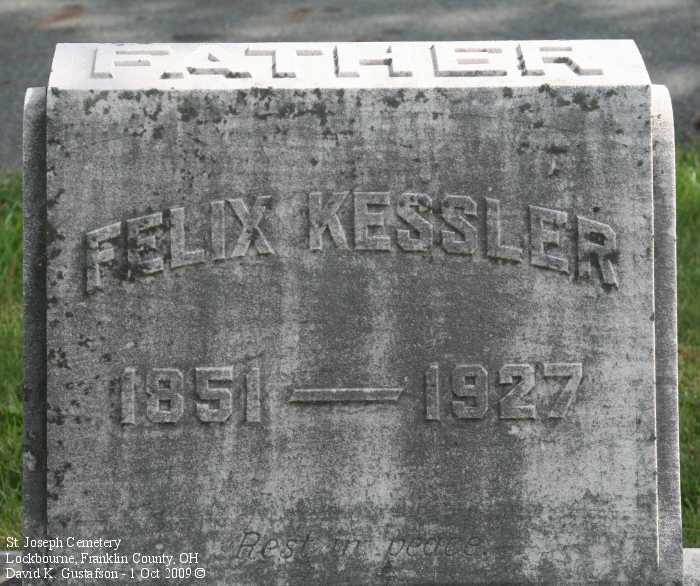 FATHER
FELIX KESSLER
1851 — 1927
Rest in peace
St. Joseph Cemetery
Lockbourne, Franklin County, OH
David K. Gustafson - 1 Oct 2009 ©